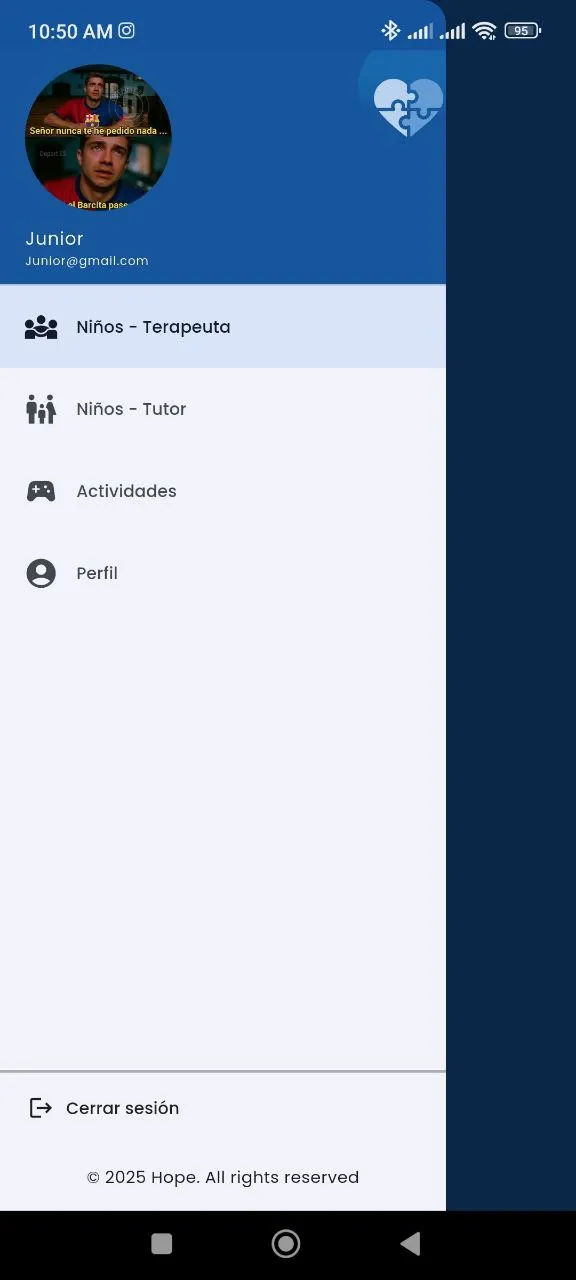 10:50 AM
95
Señor nunca te he pedido nada ...
el Barcita pase
Junior
Junior@gmail.com
Niños - Terapeuta
Niños - Tutor
Actividades
Perfil
Cerrar sesión
© 2025 Hope. All rights reserved